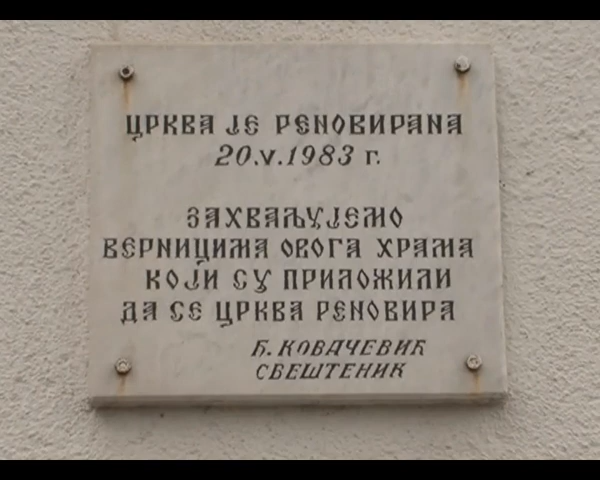 ЦРКВА ЈЕ РЕНОВИРАНА
20.V.1983 Г.
ЗАХВАЉУЈЕМО
ВЕРНИЦИМА ОВОГА ХРАМА
КОЈИ СУ ПРИЛОЖИЛИ
ДА СЕ ЦРКВА РЕНОВИРА
Ђ. КОВАЧЕВИЋ
СВЕШТЕНИК